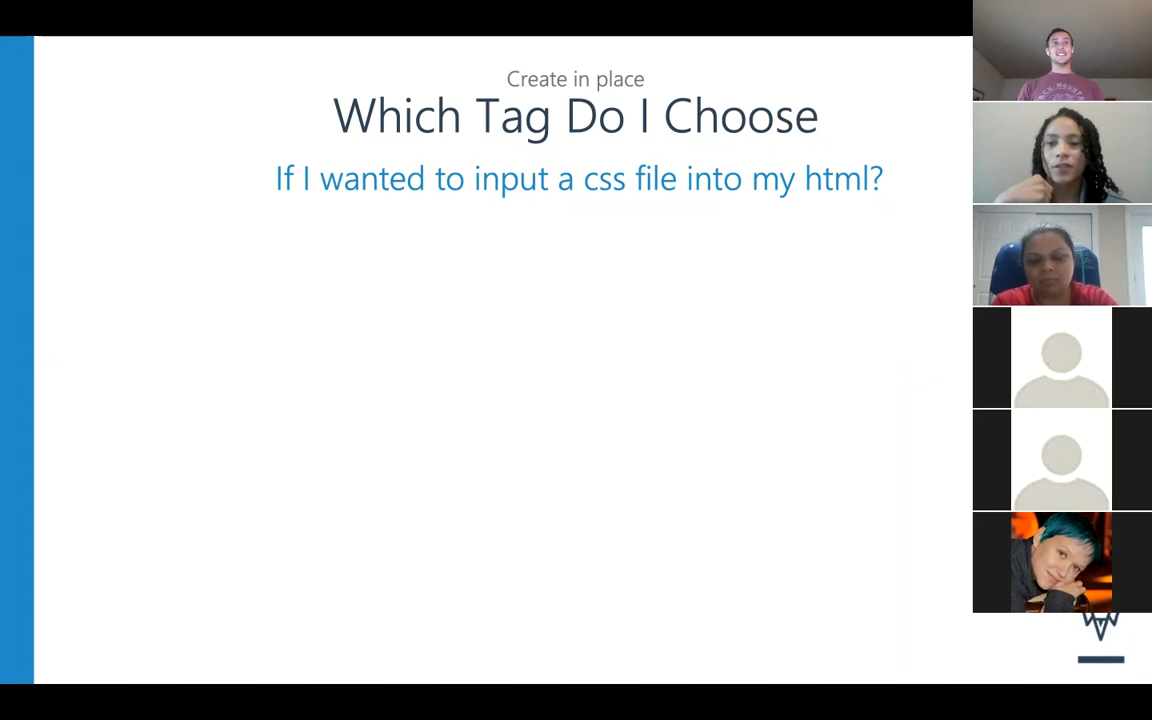 Create in place
Which Tag Do I Choose
If I wanted to input a css file into my html?